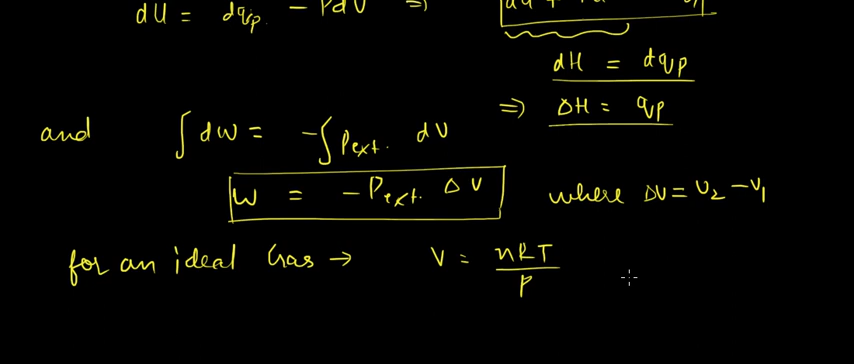 dU = dqp. - PdV ⇒
dH = dqp
⇒ ΔH = qp
and ∫dw = -∫Pext. dV
w = - Pext. ΔV where ΔV = V2 - V1
for an ideal Gas → V = nRT/P